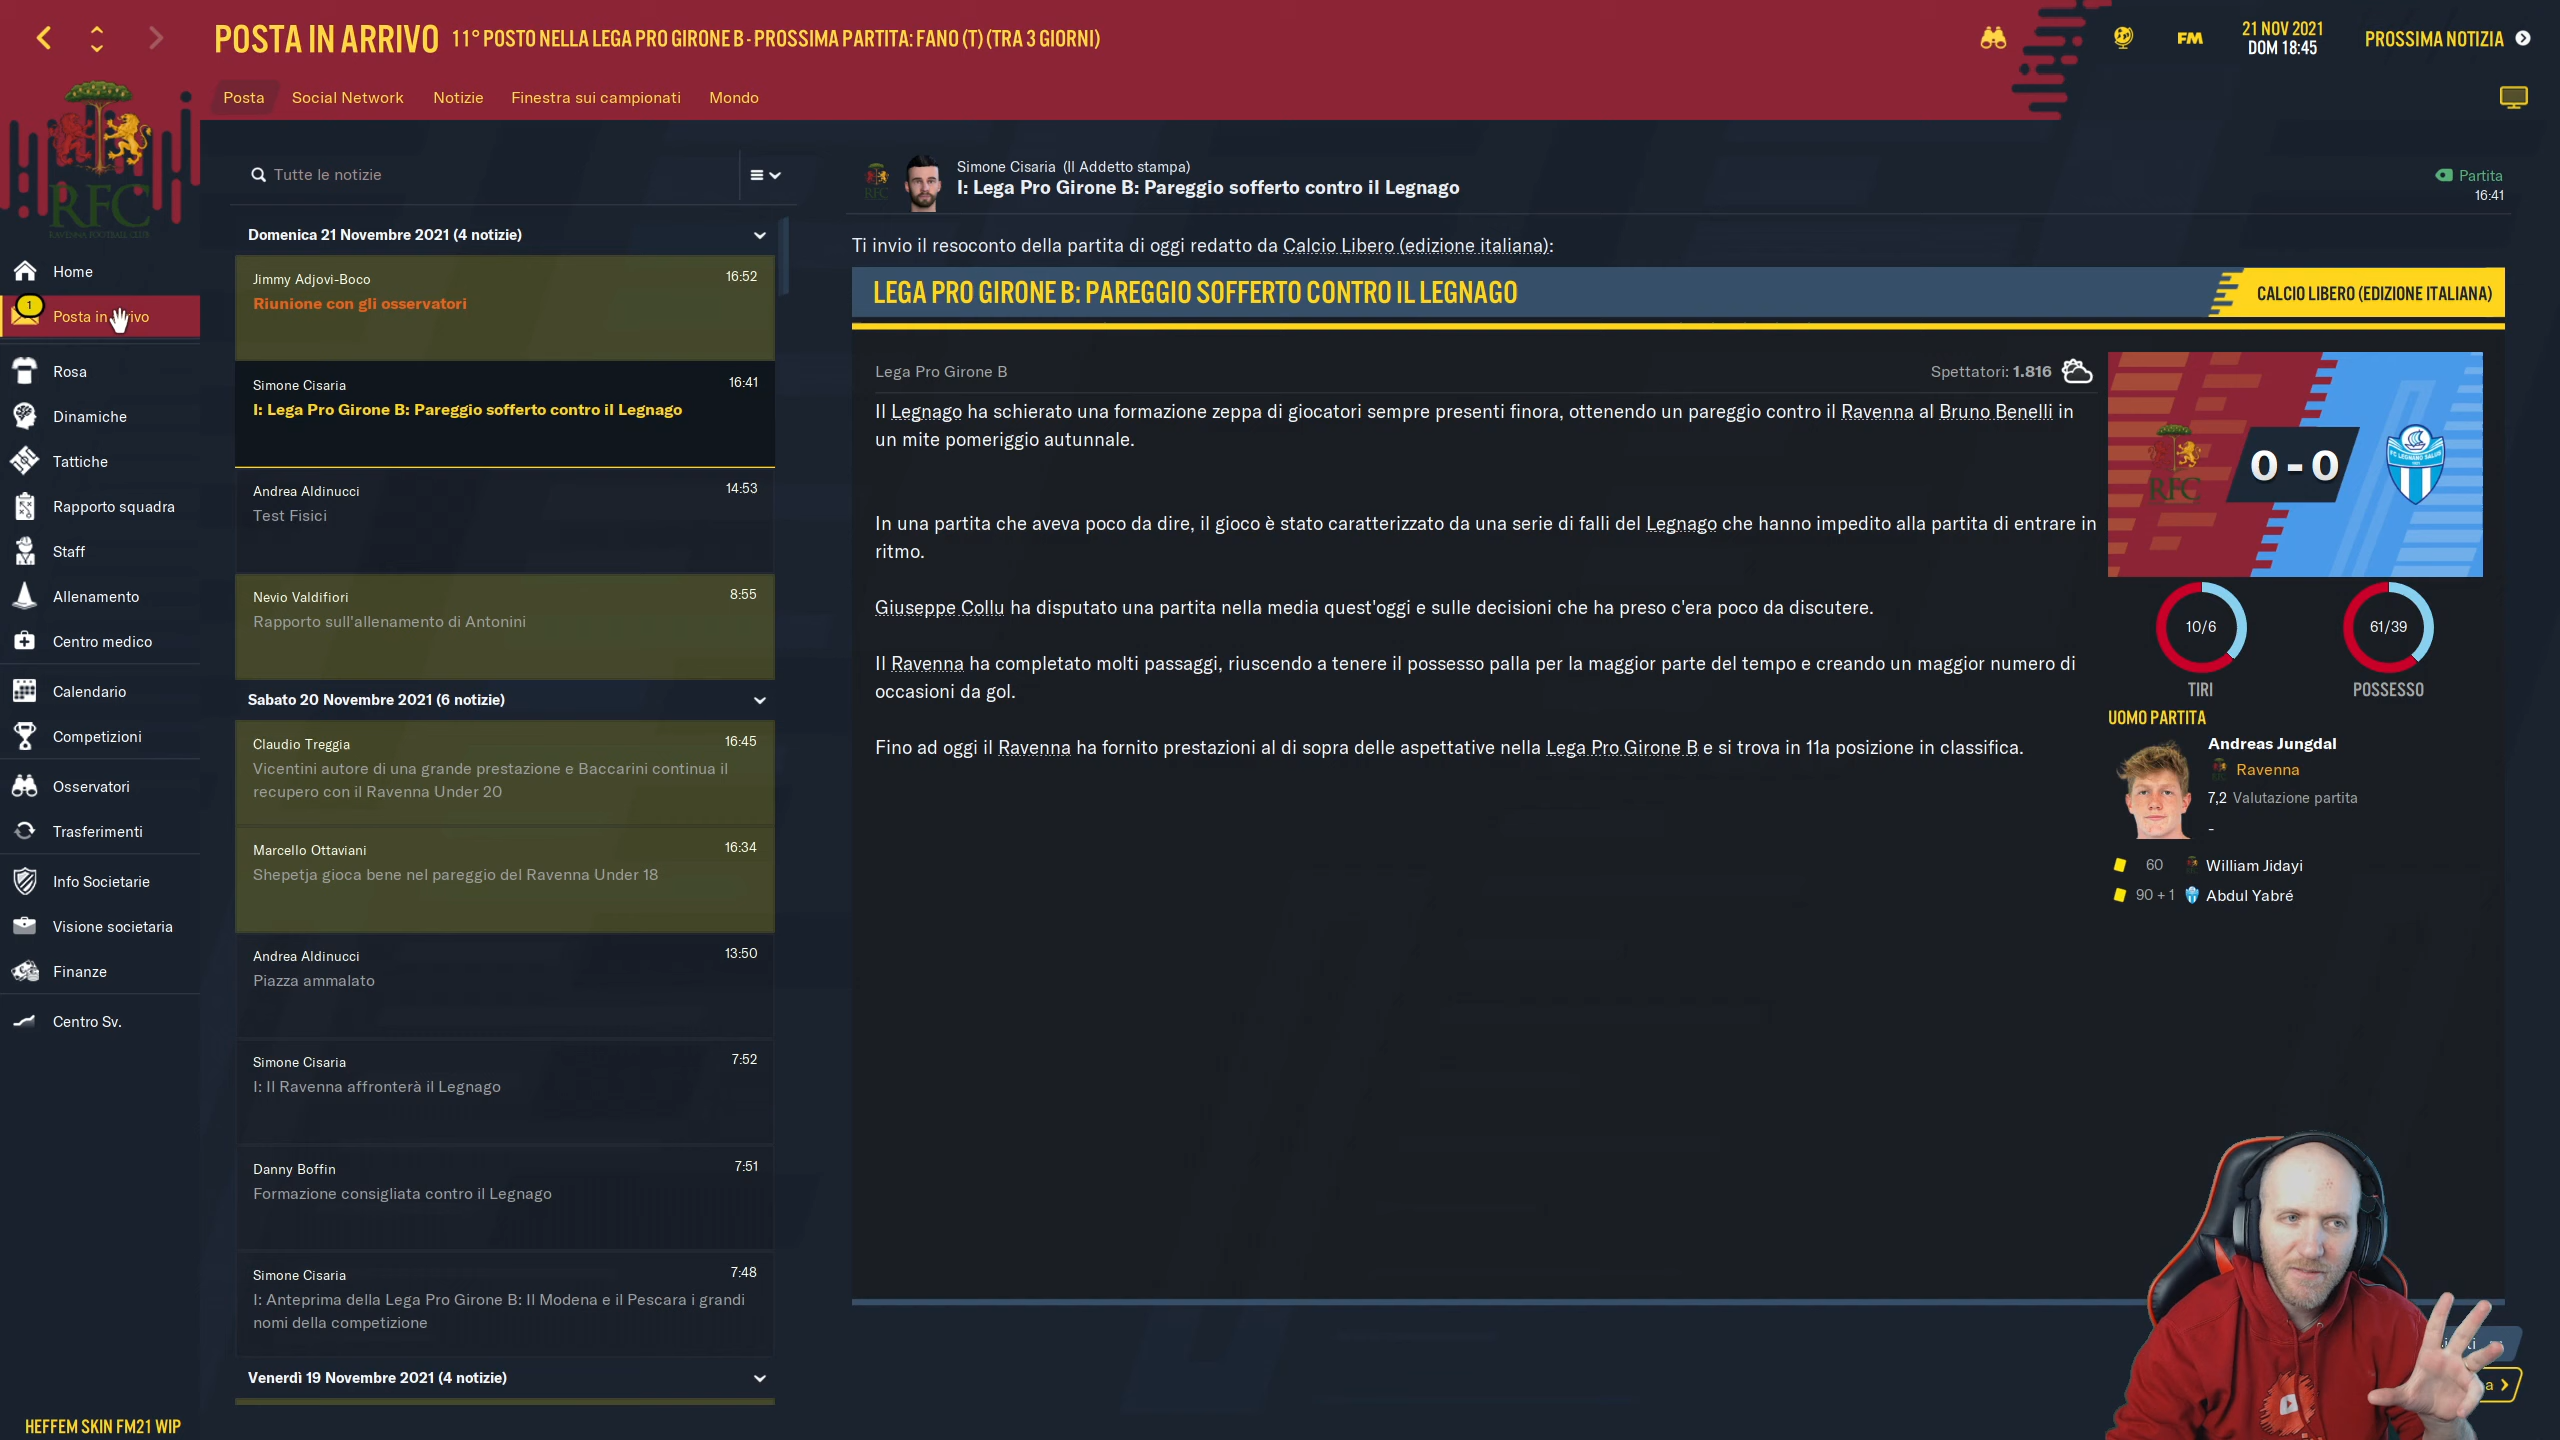 POSTA IN ARRIVO
11° POSTO NELLA LEGA PRO GIRONE B - PROSSIMA PARTITA: FANO (T) (TRA 3 GIORNI)
FM
21 NOV 2021
DOM 18:45
PROSSIMA NOTIZIA
Posta
Social Network
Notizie
Finestra sui campionati
Mondo
RFC
RAVENNA FOOTBALL CLUB
Home
1
Posta in
Rosa
Dinamiche
Tattiche
Rapporto squadra
Staff
Allenamento
Centro medico
Calendario
Competizioni
Osservatori
Trasferimenti
Info Societarie
Visione societaria
Finanze
Centro Sv.
HEFFEM SKIN FM21 WIP
Tutte le notizie
Domenica 21 Novembre 2021 (4 notizie)
Jimmy Adjovi-Boco 16:52
Riunione con gli osservatori
Simone Cisaria 16:41
I: Lega Pro Girone B: Pareggio sofferto contro il Legnago
Andrea Aldinucci 14:53
Test Fisici
Nevio Valdifiori 8:55
Rapporto sull'allenamento di Antonini
Sabato 20 Novembre 2021 (6 notizie)
Claudio Treggia 16:45
Vicentini autore di una grande prestazione e Baccarini continua il
recupero con il Ravenna Under 20
Marcello Ottaviani 16:34
Shepetja gioca bene nel pareggio del Ravenna Under 18
Andrea Aldinucci 13:50
Piazza ammalato
Simone Cisaria 7:52
I: Il Ravenna affronterà il Legnago
Danny Boffin 7:51
Formazione consigliata contro il Legnago
Simone Cisaria 7:48
I: Anteprima della Lega Pro Girone B: Il Modena e il Pescara i grandi
nomi della competizione
Venerdì 19 Novembre 2021 (4 notizie)
Simone Cisaria (Il Addetto stampa)
I: Lega Pro Girone B: Pareggio sofferto contro il Legnago
Partita
16:41
Ti invio il resoconto della partita di oggi redatto da Calcio Libero (edizione italiana):
LEGA PRO GIRONE B: PAREGGIO SOFFERTO CONTRO IL LEGNAGO
CALCIO LIBERO (EDIZIONE ITALIANA)
Lega Pro Girone B
Spettatori: 1.816
Il Legnago ha schierato una formazione zeppa di giocatori sempre presenti finora, ottenendo un pareggio contro il Ravenna al Bruno Benelli in
un mite pomeriggio autunnale.
In una partita che aveva poco da dire, il gioco è stato caratterizzato da una serie di falli del Legnago che hanno impedito alla partita di entrare in
ritmo.
Giuseppe Collu ha disputato una partita nella media quest'oggi e sulle decisioni che ha preso c'era poco da discutere.
Il Ravenna ha completato molti passaggi, riuscendo a tenere il possesso palla per la maggior parte del tempo e creando un maggior numero di
occasioni da gol.
Fino ad oggi il Ravenna ha fornito prestazioni al di sopra delle aspettative nella Lega Pro Girone B e si trova in 11a posizione in classifica.
RFC
0 - 0
10/6
TIRI
61/39
POSSESSO
UOMO PARTITA
Andreas Jungdal
Ravenna
7,2 Valutazione partita
-
60 William Jidayi
90 + 1 Abdul Yabré